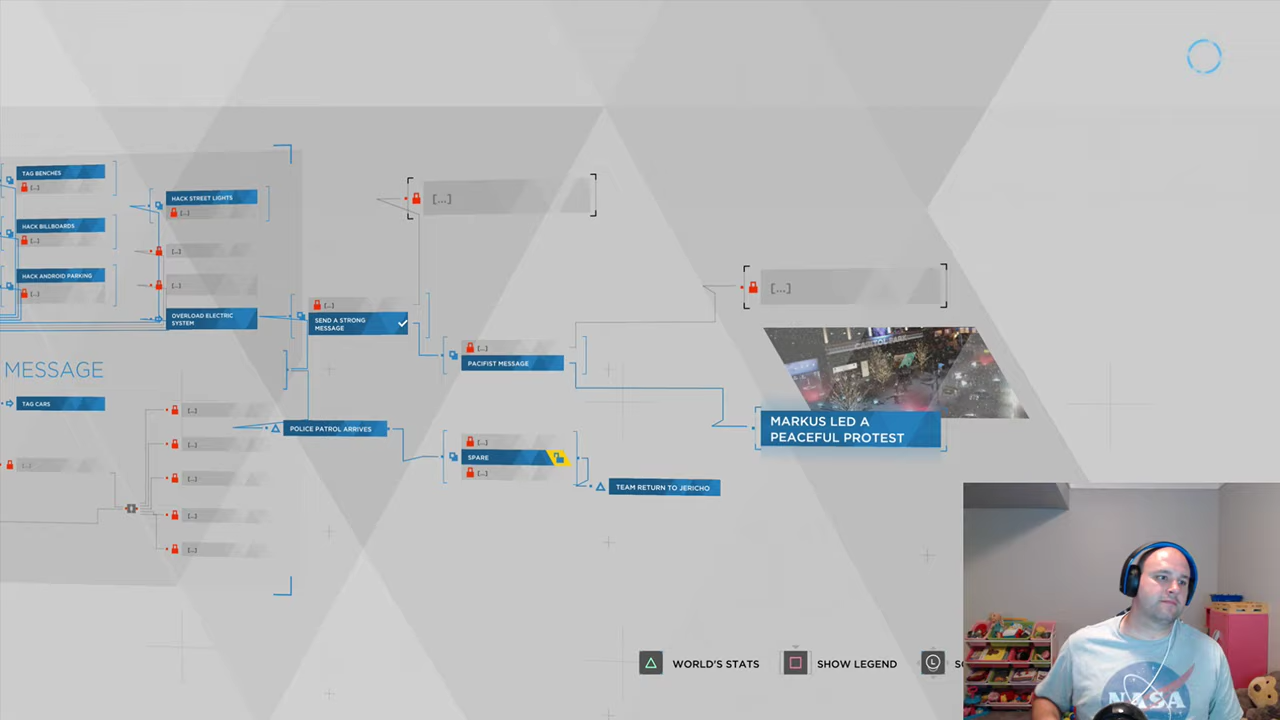 TAG BENCHES
[...]
HACK STREET LIGHTS
[...]
[...]
HACK BILLBOARDS
[...]
[...]
HACK ANDROID PARKING
[...]
[...]
OVERLOAD ELECTRIC
SYSTEM
[...]
SEND A STRONG
MESSAGE
[...]
PACIFIST MESSAGE
[...]
CAPITOL PARK
MARKUS LED A
PEACEFUL PROTEST
MESSAGE
TAG CARS
[...]
[...]
[...]
[...]
[...]
[...]
POLICE PATROL ARRIVES
[...]
SPARE
[...]
TEAM RETURN TO JERICHO
WORLD'S STATS
SHOW LEGEND
L
NASA